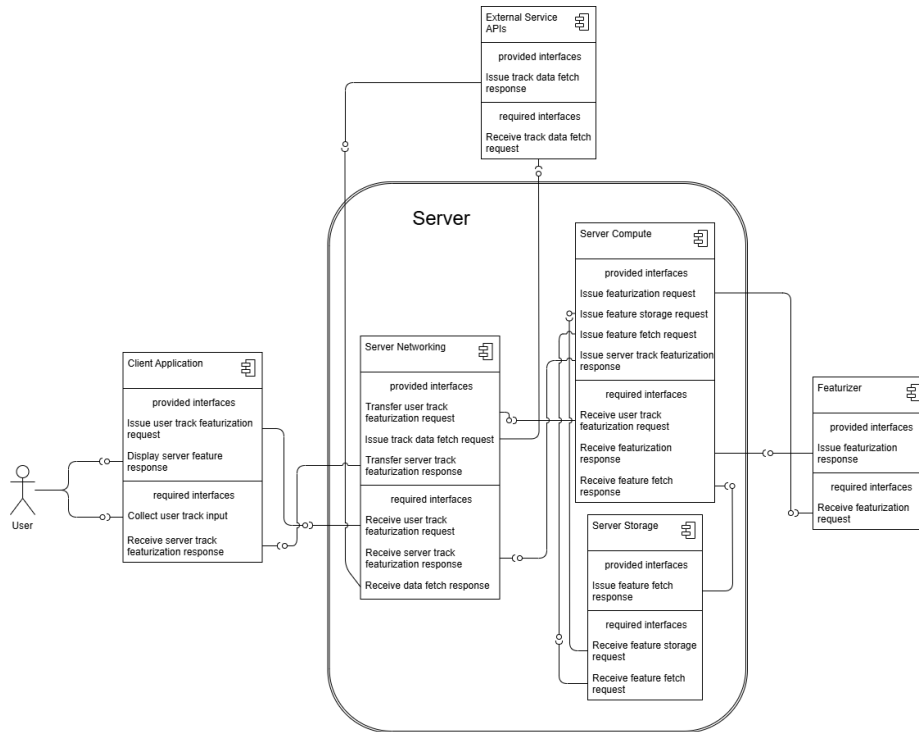 External Service
APIs
provided interfaces
Issue track data fetch
response
required interfaces
Receive track data fetch
request
Server
Server Compute
provided interfaces
Issue featurization request
Issue feature storage request
Issue feature fetch request
Issue server track featurization
response
required interfaces
Receive user track
featurization request
Receive featurization
response
Receive feature fetch
response
Server Networking
provided interfaces
Transfer user track
featurization request
Issue track data fetch request
Transfer server track
featurization response
required interfaces
Receive user track
featurization request
Receive server track
featurization response
Receive data fetch response
Client Application
provided interfaces
Issue user track featurization
request
Display server feature
response
required interfaces
Collect user track input
Receive server track
featurization response
User
Featurizer
provided interfaces
Issue featurization
response
required interfaces
Receive featurization
request
Server Storage
provided interfaces
Issue feature fetch
response
required interfaces
Receive feature storage
request
Receive feature fetch
request